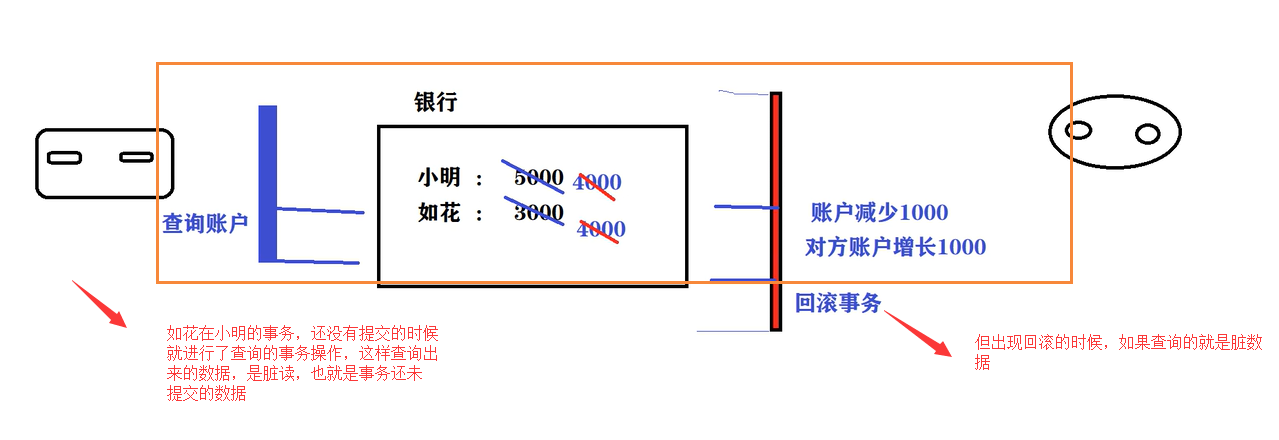 银行
小明 : 5000 4000
如花 : 3000 4000
查询账户
账户减少1000
对方账户增长1000
回滚事务
如花在小明的事务，还没有提交的时候
就进行了查询的事务操作，这样查询出
来的数据，是脏读，也就是事务还未
提交的数据
但出现回滚的时候，如果查询的就是脏数
据